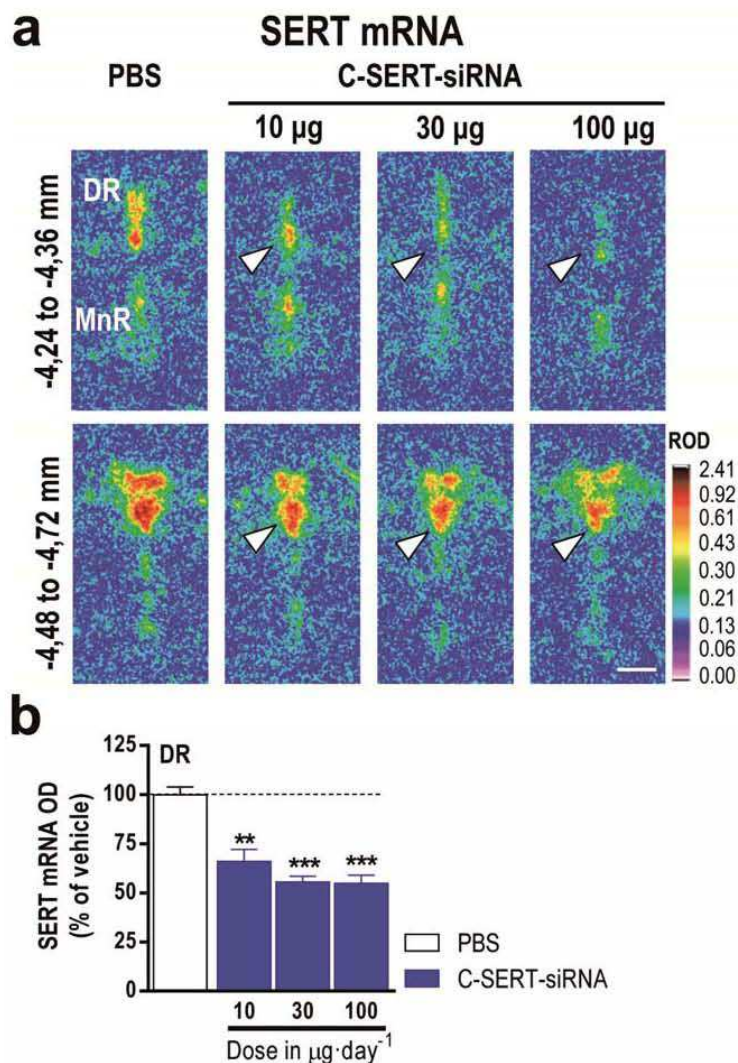 a SERT mRNA
PBS C-SERT-siRNA
10 µg 30 µg 100 µg
-4,24 to -4,36 mm
DR
MnR
-4,48 to -4,72 mm
ROD
2.41
0.92
0.61
0.43
0.30
0.21
0.13
0.06
0.00
b
SERT mRNA OD
(% of vehicle)
125
100
75
50
25
0
DR
** *** ***
10 30 100
Dose in µg·day⁻¹
PBS
C-SERT-siRNA